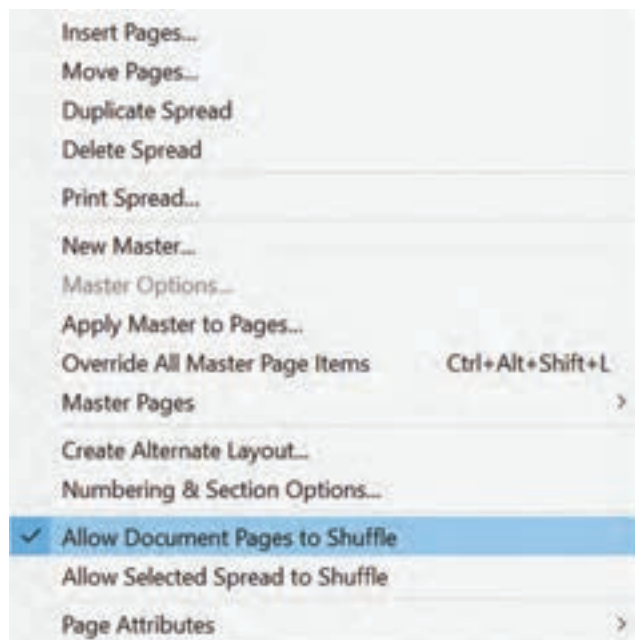 Insert Pages...
Move Pages...
Duplicate Spread
Delete Spread
Print Spread...
New Master...
Master Options...
Apply Master to Pages...
Override All Master Page Items Ctrl+Alt+Shift+L
Master Pages >
Create Alternate Layout...
Numbering & Section Options...
✓ Allow Document Pages to Shuffle
Allow Selected Spread to Shuffle
Page Attributes >